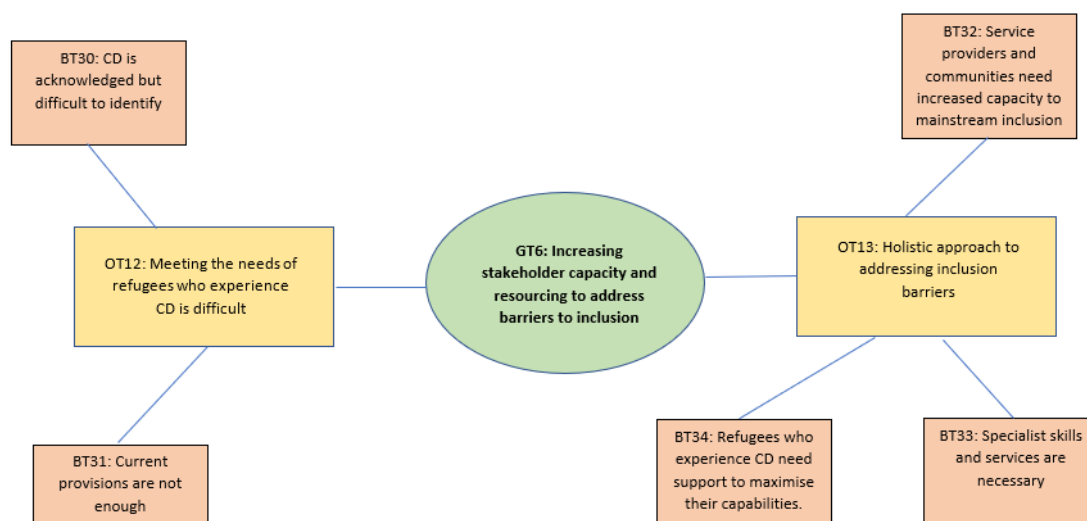 BT30: CD is
acknowledged but
difficult to identify
BT32: Service
providers and
communities need
increased capacity to
mainstream inclusion
OT12: Meeting the needs of
refugees who experience
CD is difficult
GT6: Increasing
stakeholder capacity and
resourcing to address
barriers to inclusion
OT13: Holistic approach to
addressing inclusion
barriers
BT31: Current
provisions are not
enough
BT34: Refugees who
experience CD need
support to maximise
their capabilities.
BT33: Specialist skills
and services are
necessary